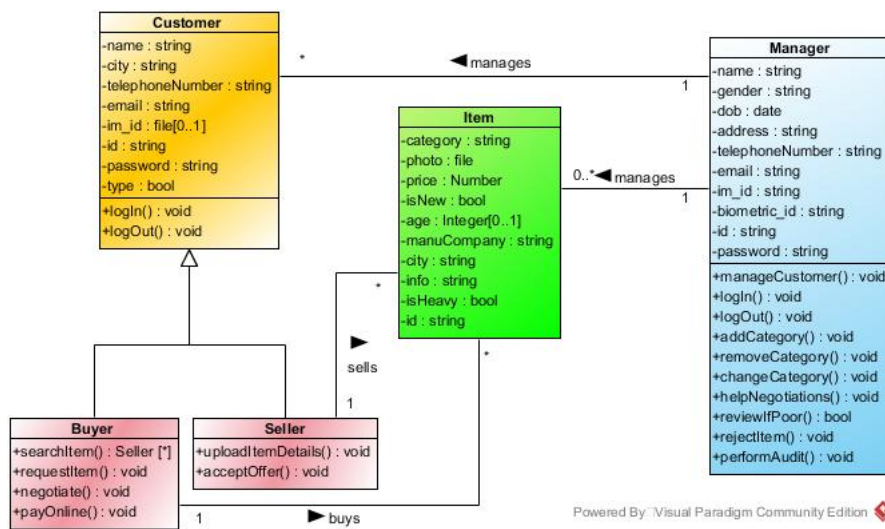 Customer
-name : string
-city : string
-telephoneNumber : string
-email : string
-im_id : file[0..1]
-id : string
-password : string
-type : bool
+logIn() : void
+logOut() : void
* ◄ manages 1
Manager
-name : string
-gender : string
-dob : date
-address : string
-telephoneNumber : string
-email : string
-im_id : string
-biometric_id : string
-id : string
-password : string
+manageCustomer() : void
+logIn() : void
+logOut() : void
+addCategory() : void
+removeCategory() : void
+changeCategory() : void
+helpNegotiations() : void
+reviewIfPoor() : bool
+rejectItem() : void
+performAudit() : void
Item
-category : string
-photo : file
-price : Number
-isNew : bool
-age : Integer[0..1]
-manuCompany : string
-city : string
-info : string
-isHeavy : bool
-id : string
0..* ◄ manages 1
*
►
sells
1
*
Buyer
+searchItem() : Seller [*]
+requestItem() : void
+negotiate() : void
+payOnline() : void
Seller
+uploadItemDetails() : void
+acceptOffer() : void
1 ► buys
Powered By Visual Paradigm Community Edition